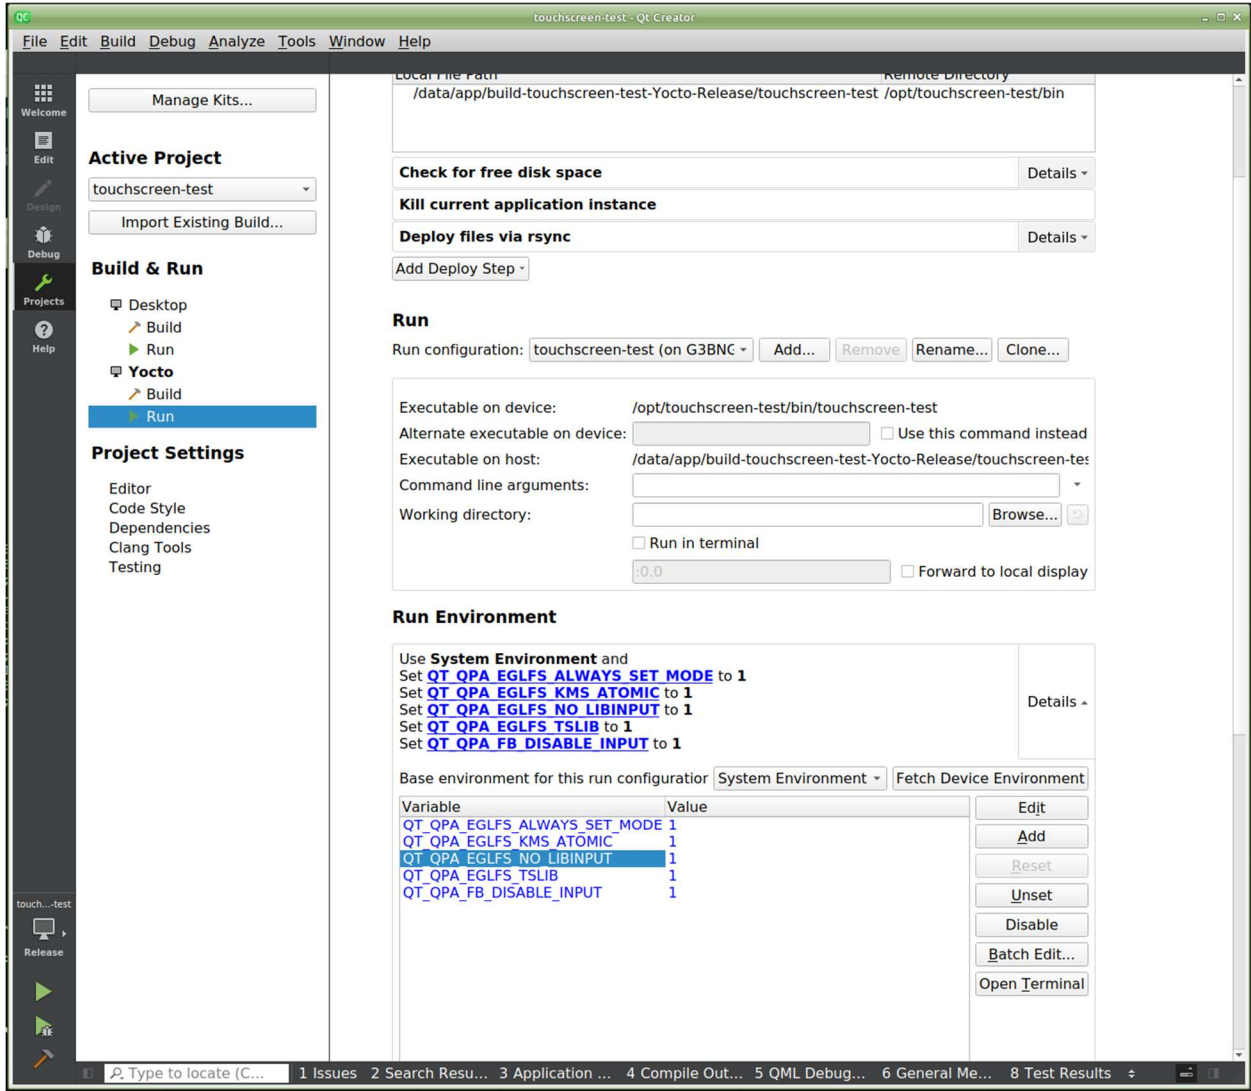 QC
touchscreen-test - Qt Creator
File Edit Build Debug Analyze Tools Window Help
Welcome
Edit
Design
Debug
Projects
Help
touch...-test
Release
Manage Kits...
Active Project
touchscreen-test
Import Existing Build...
Build & Run
Desktop
Build
Run
Yocto
Build
Run
Project Settings
Editor
Code Style
Dependencies
Clang Tools
Testing
Local File Path Remote Directory
/data/app/build-touchscreen-test-Yocto-Release/touchscreen-test /opt/touchscreen-test/bin
Check for free disk space Details
Kill current application instance
Deploy files via rsync Details
Add Deploy Step
Run
Run configuration: touchscreen-test (on G3BNG Add... Remove Rename... Clone...
Executable on device: /opt/touchscreen-test/bin/touchscreen-test
Alternate executable on device: Use this command instead
Executable on host: /data/app/build-touchscreen-test-Yocto-Release/touchscreen-tes
Command line arguments:
Working directory: Browse...
Run in terminal
:0.0 Forward to local display
Run Environment
Use System Environment and
Set QT_QPA_EGLFS_ALWAYS_SET_MODE to 1
Set QT_QPA_EGLFS_KMS_ATOMIC to 1
Set QT_QPA_EGLFS_NO_LIBINPUT to 1
Set QT_QPA_EGLFS_TSLIB to 1
Set QT_QPA_FB_DISABLE_INPUT to 1
Details
Base environment for this run configuration System Environment Fetch Device Environment
Variable Value
QT_QPA_EGLFS_ALWAYS_SET_MODE 1
QT_QPA_EGLFS_KMS_ATOMIC 1
QT_QPA_EGLFS_NO_LIBINPUT 1
QT_QPA_EGLFS_TSLIB 1
QT_QPA_FB_DISABLE_INPUT 1
Edit
Add
Reset
Unset
Disable
Batch Edit...
Open Terminal
Type to locate (C... 1 Issues 2 Search Resu... 3 Application ... 4 Compile Out... 5 QML Debug... 6 General Me... 8 Test Results